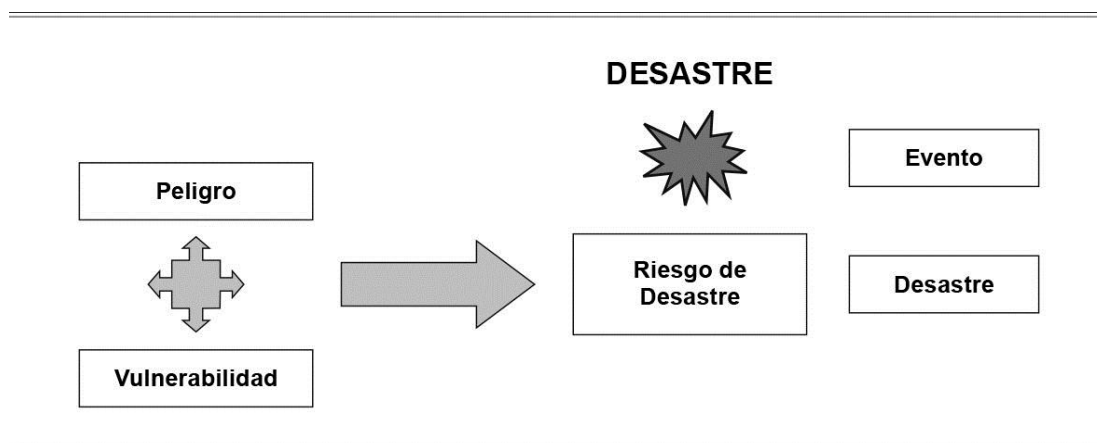 DESASTRE
Evento
Peligro
Riesgo de
Desastre
Desastre
Vulnerabilidad